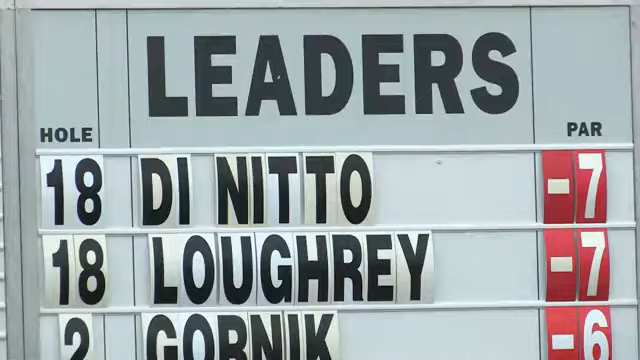 LEADERS
HOLE PAR
18 DI NITTO -7
18 LOUGHREY -7
2 GORNIK -6